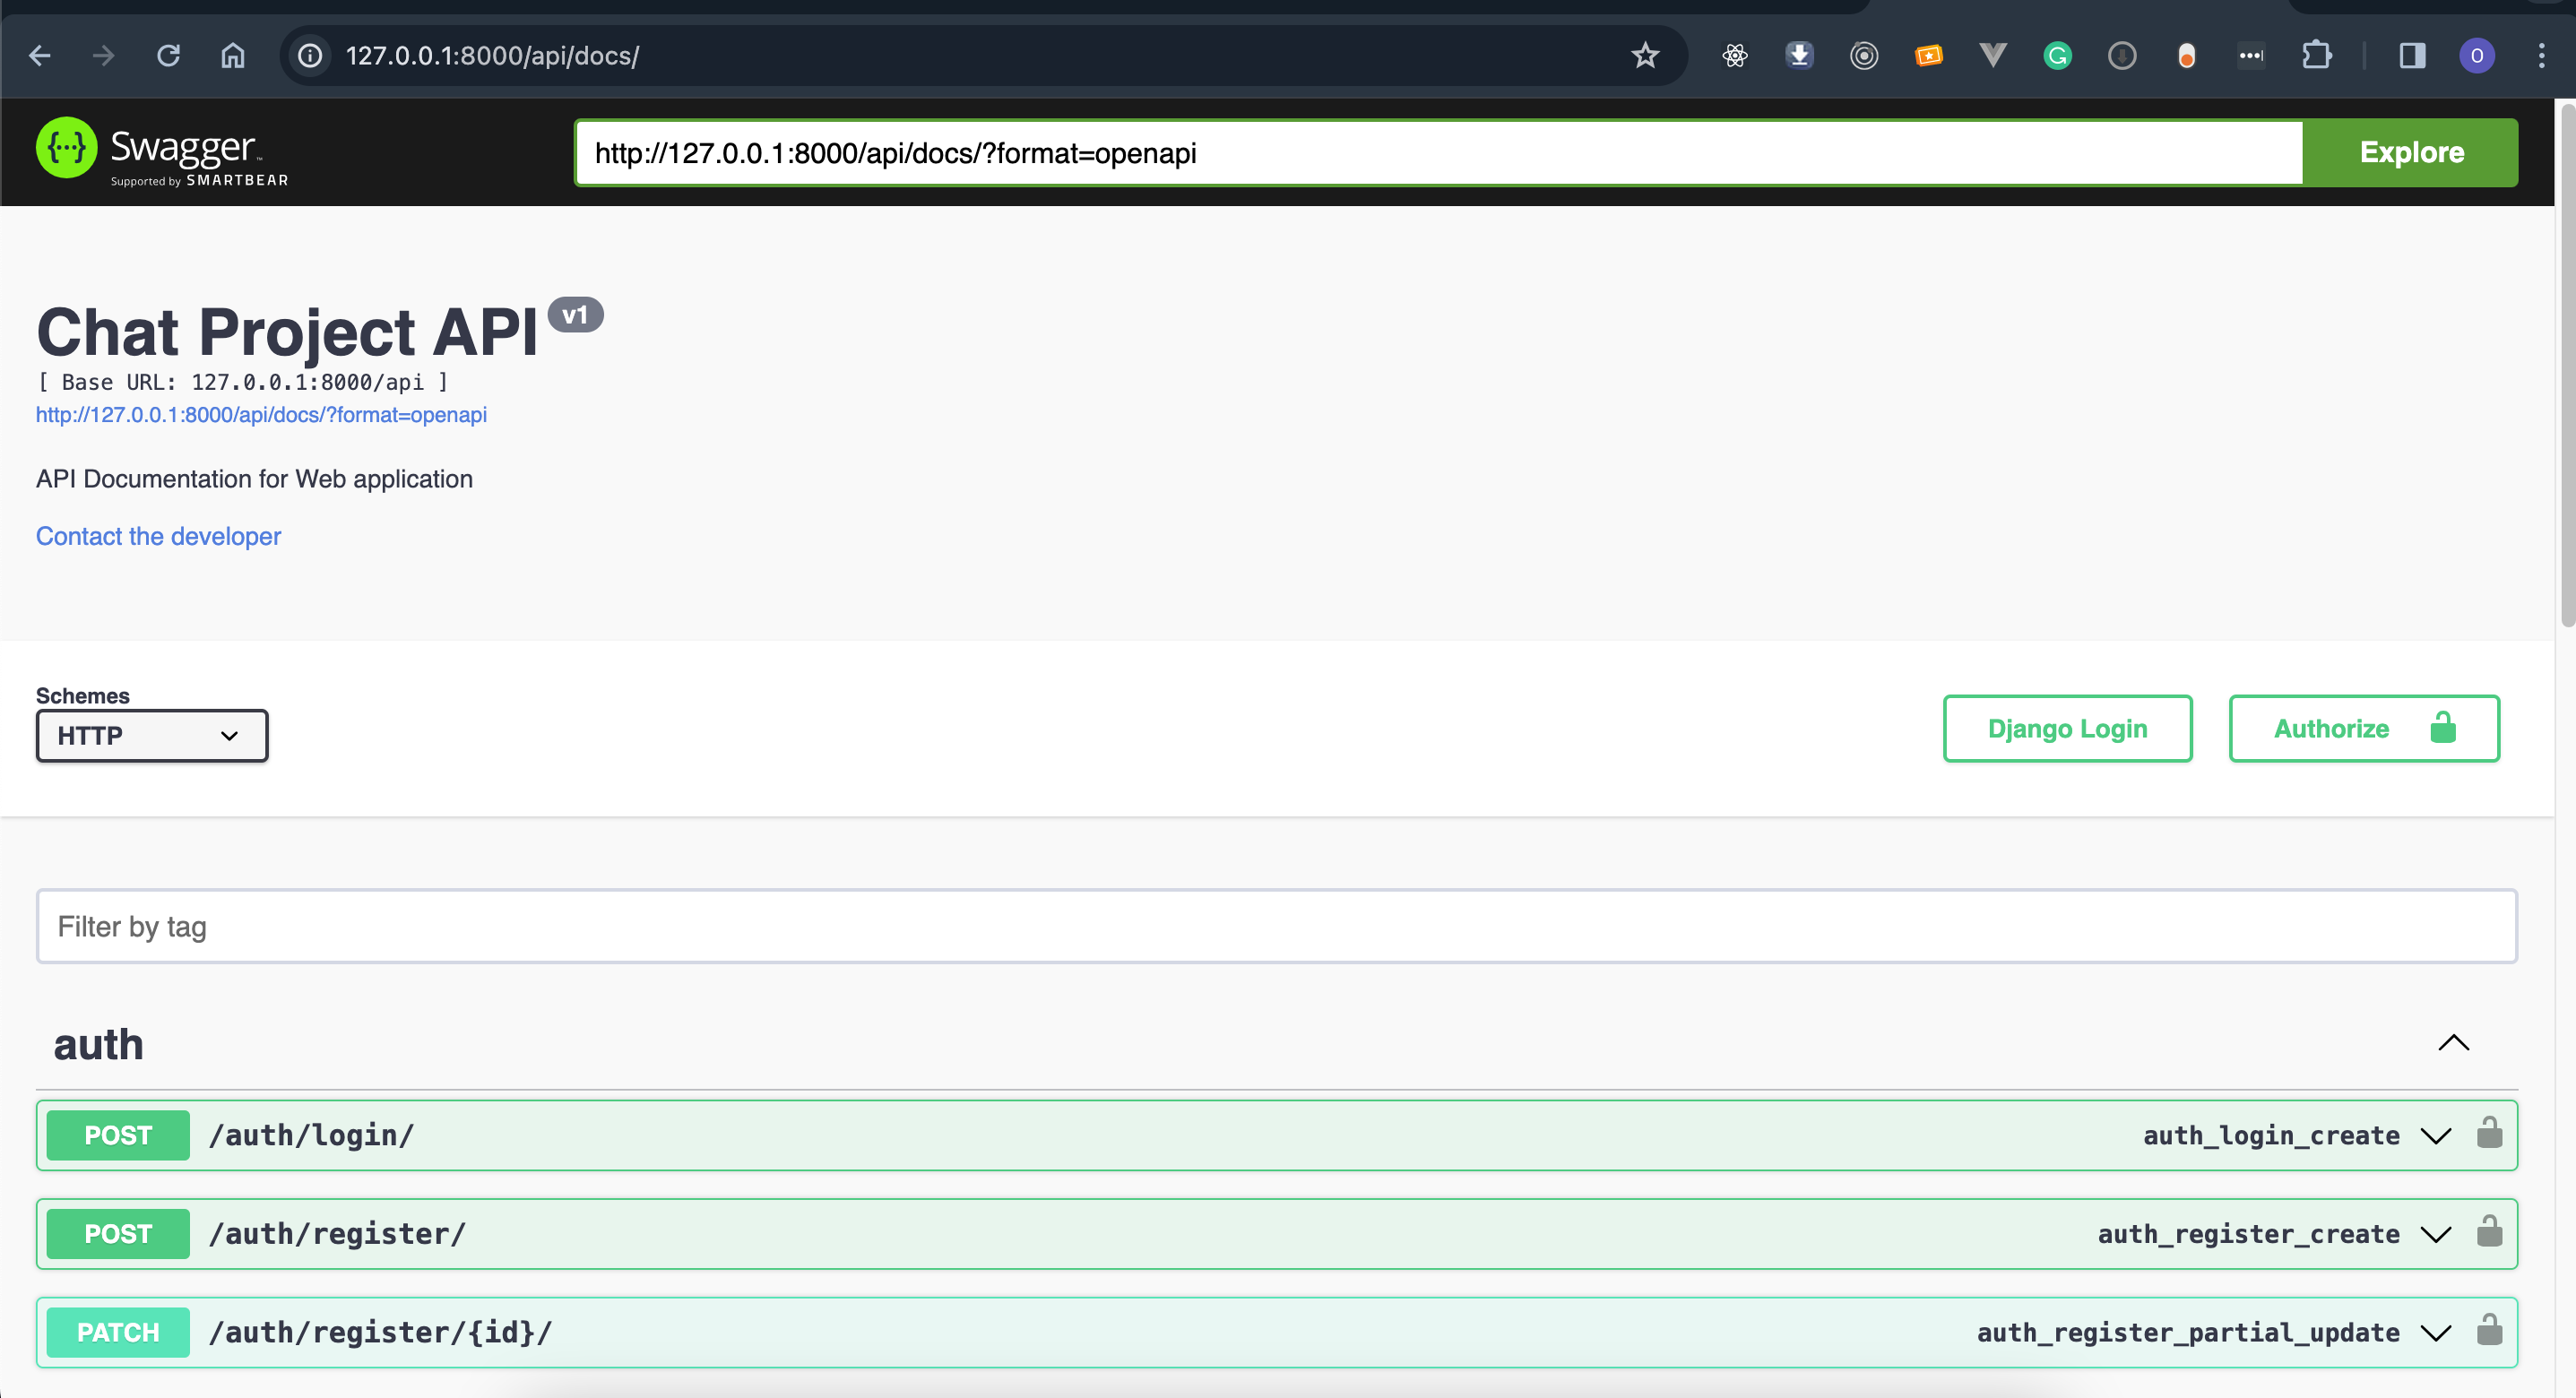 127.0.0.1:8000/api/docs/
O
Swagger™
Supported by SMARTBEAR
http://127.0.0.1:8000/api/docs/?format=openapi
Explore
Chat Project API v1
[ Base URL: 127.0.0.1:8000/api ]
http://127.0.0.1:8000/api/docs/?format=openapi
API Documentation for Web application
Contact the developer
Schemes
HTTP
Django Login
Authorize
Filter by tag
auth
POST /auth/login/ auth_login_create
POST /auth/register/ auth_register_create
PATCH /auth/register/{id}/ auth_register_partial_update